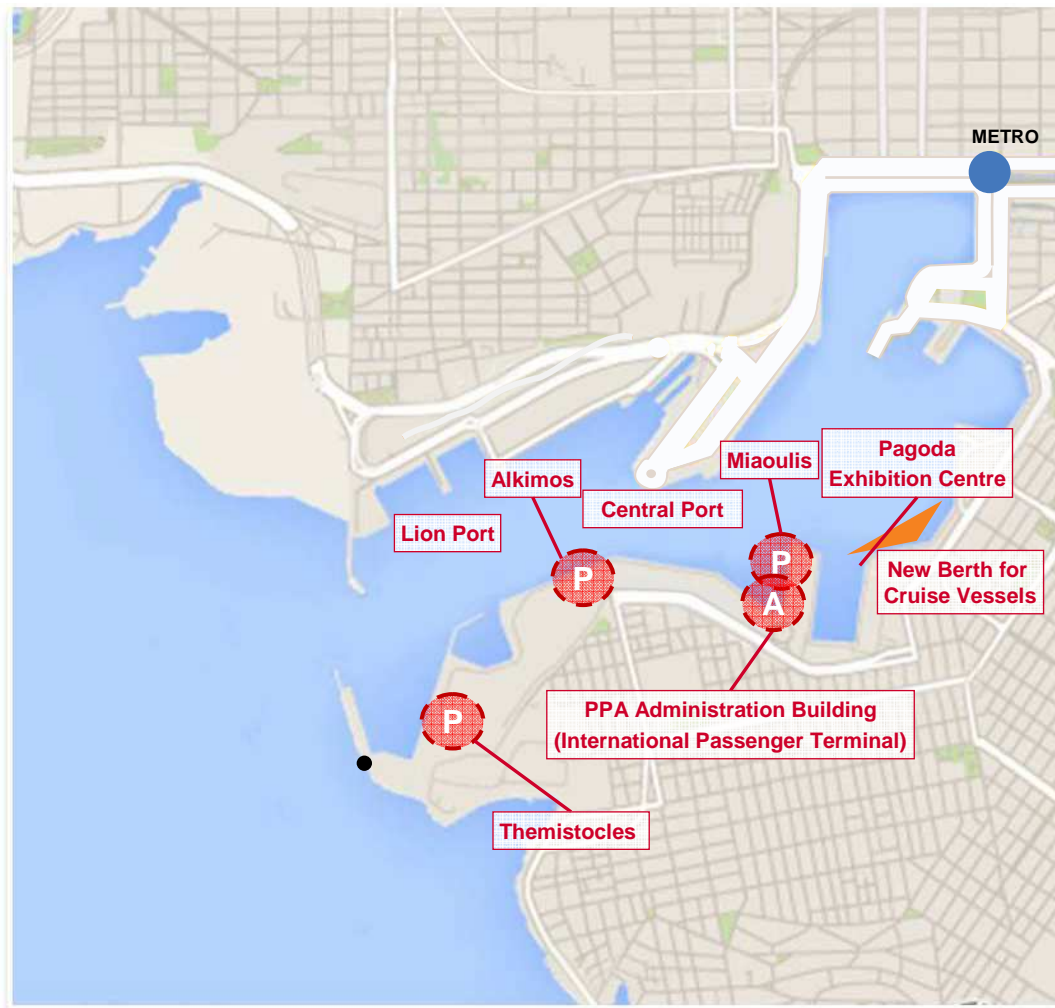 METRO
Pagoda
Exhibition Centre
Miaoulis
Alkimos
Central Port
Lion Port
P
P
New Berth for
Cruise Vessels
A
P
PPA Administration Building
(International Passenger Terminal)
Themistocles